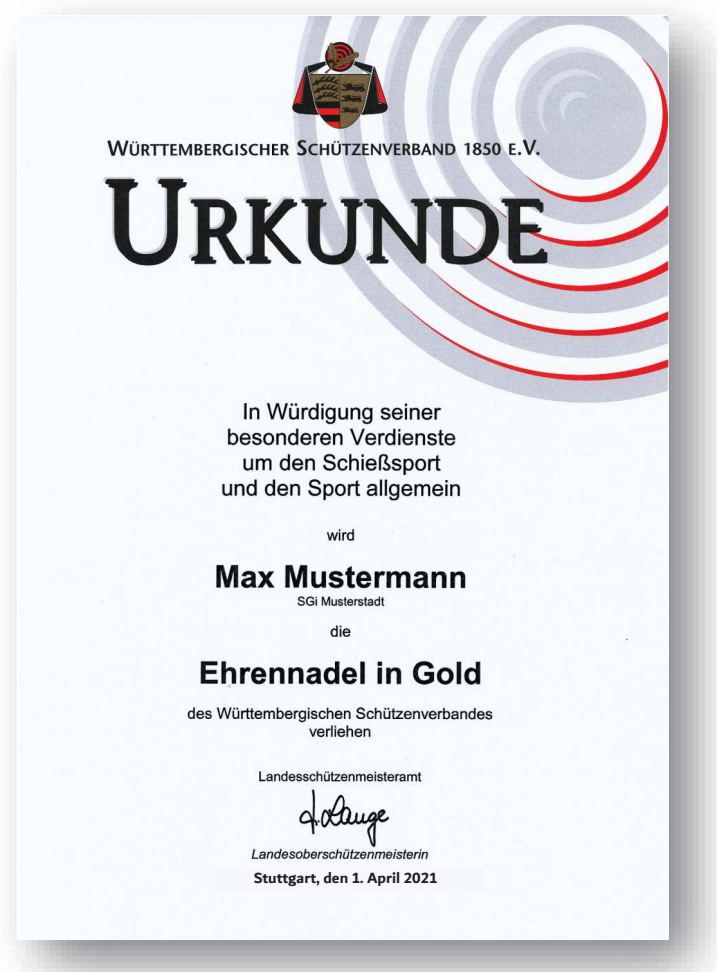 WÜRTTEMBERGISCHER SCHÜTZENVERBAND 1850 E.V.
URKUNDE
In Würdigung seiner
besonderen Verdienste
um den Schießsport
und den Sport allgemein
wird
Max Mustermann
SGi Musterstadt
die
Ehrennadel in Gold
des Württembergischen Schützenverbandes
verliehen
Landesschützenmeisteramt
Lange
Landesoberschützenmeisterin
Stuttgart, den 1. April 2021